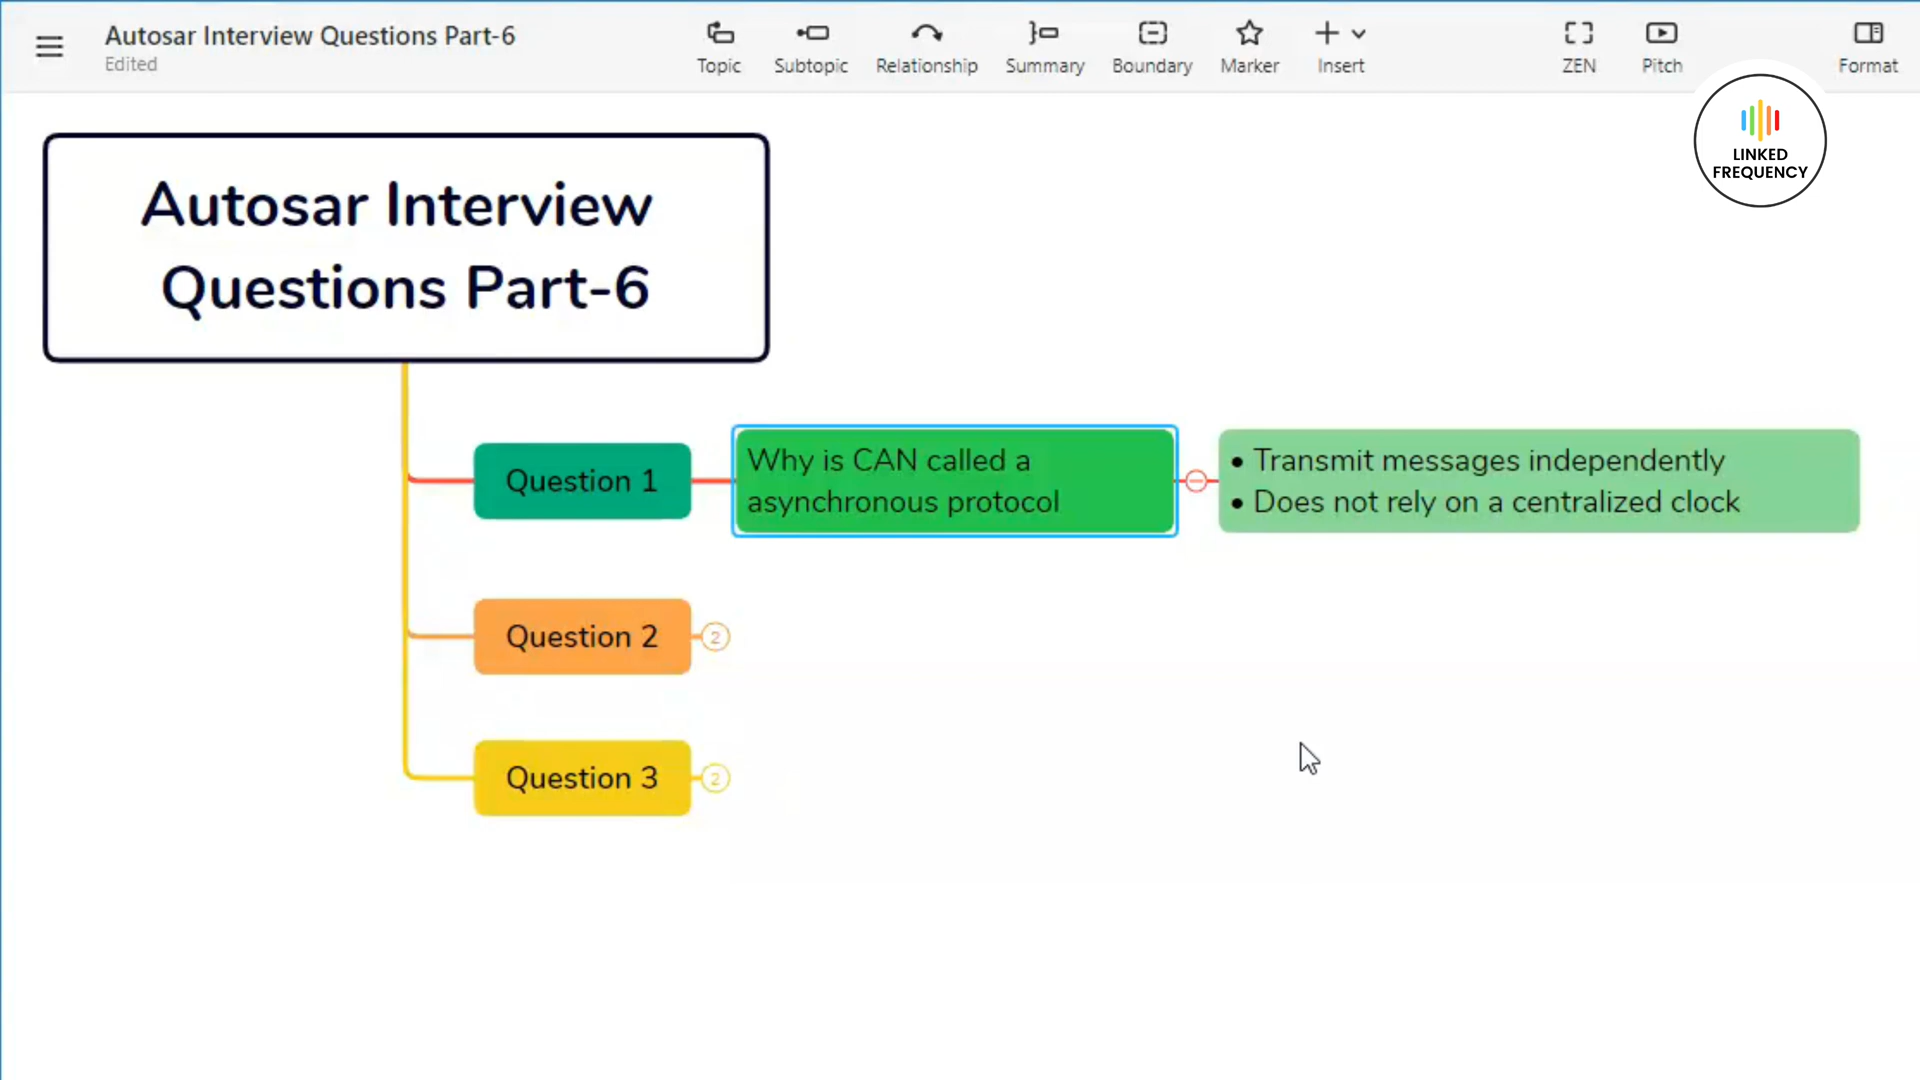 Autosar Interview Questions Part-6
Edited
Topic
Subtopic
Relationship
Summary
Boundary
Marker
Insert
ZEN
Pitch
Format
LINKED
FREQUENCY
Autosar Interview
Questions Part-6
Question 1
Why is CAN called a
asynchronous protocol
• Transmit messages independently
• Does not rely on a centralized clock
Question 2
2
Question 3
2